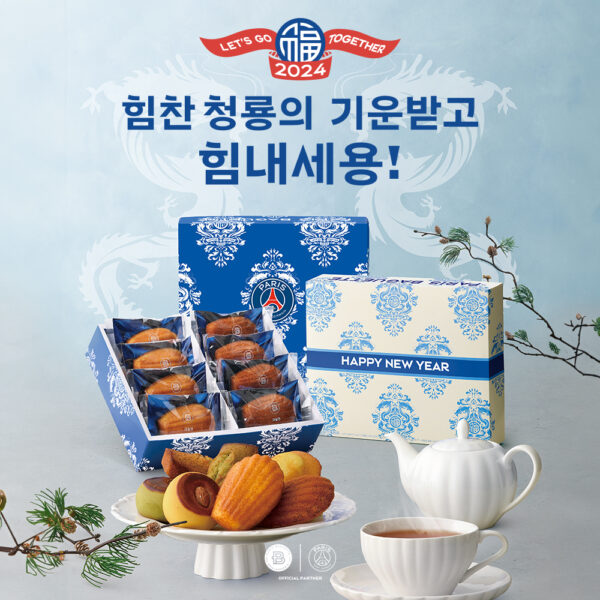 LET'S GO 福 TOGETHER
2024
힘찬 청룡의 기운받고
힘내세용!
PARIS
HAPPY NEW YEAR
PARIS
OFFICIAL PARTNER